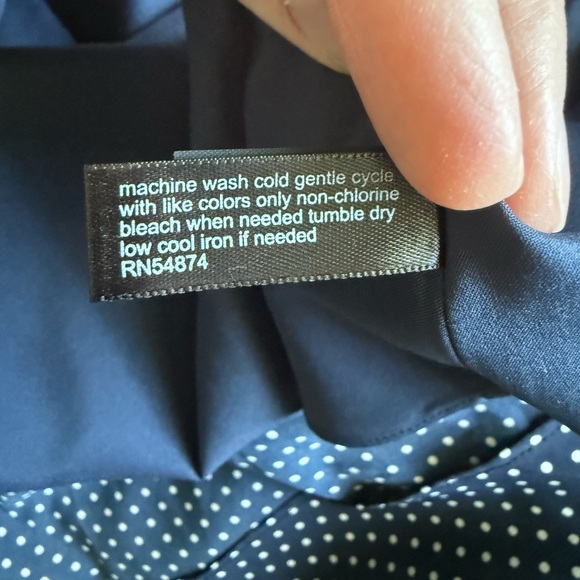 machine wash cold gentle cycle
with like colors only non-chlorine
bleach when needed tumble dry
low cool iron if needed
RN54874